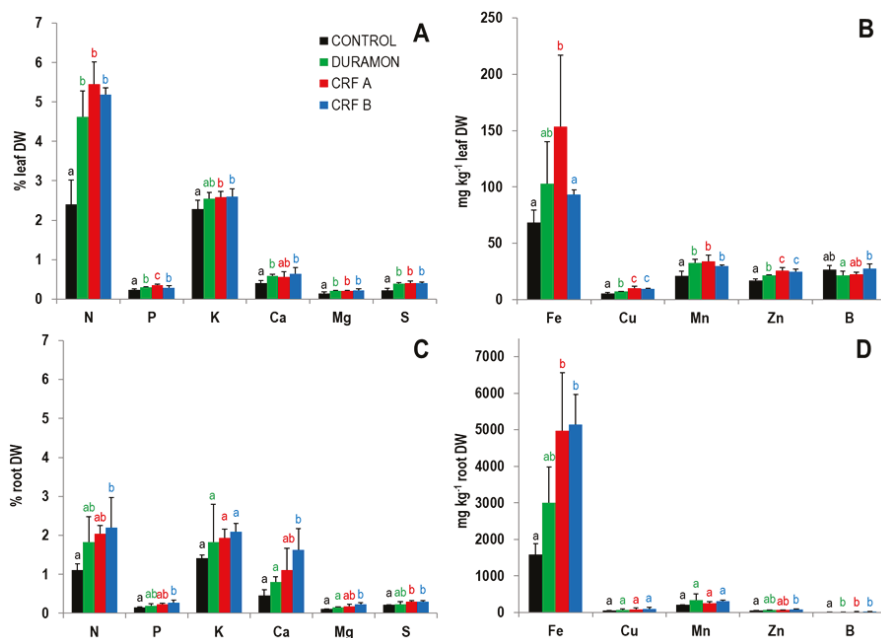 A
CONTROL
DURAMON
CRF A
CRF B
% leaf DW
7
6
5
4
3
2
1
0
a b b b
a b c b
a ab b b
a b ab b
a b b b
a b b b
N P K Ca Mg S
B
mg kg⁻¹ leaf DW
250
200
150
100
50
0
a ab b a
a b c c
a b b b
a b c c
ab a ab b
Fe Cu Mn Zn B
C
% root DW
7
6
5
4
3
2
1
0
a ab ab b
a ab ab b
a a a a
a a ab b
a a ab b
a ab b b
N P K Ca Mg S
D
mg kg⁻¹ root DW
7000
6000
5000
4000
3000
2000
1000
0
a ab b b
a a a a
a a a a
a ab ab b
a b b b
Fe Cu Mn Zn B